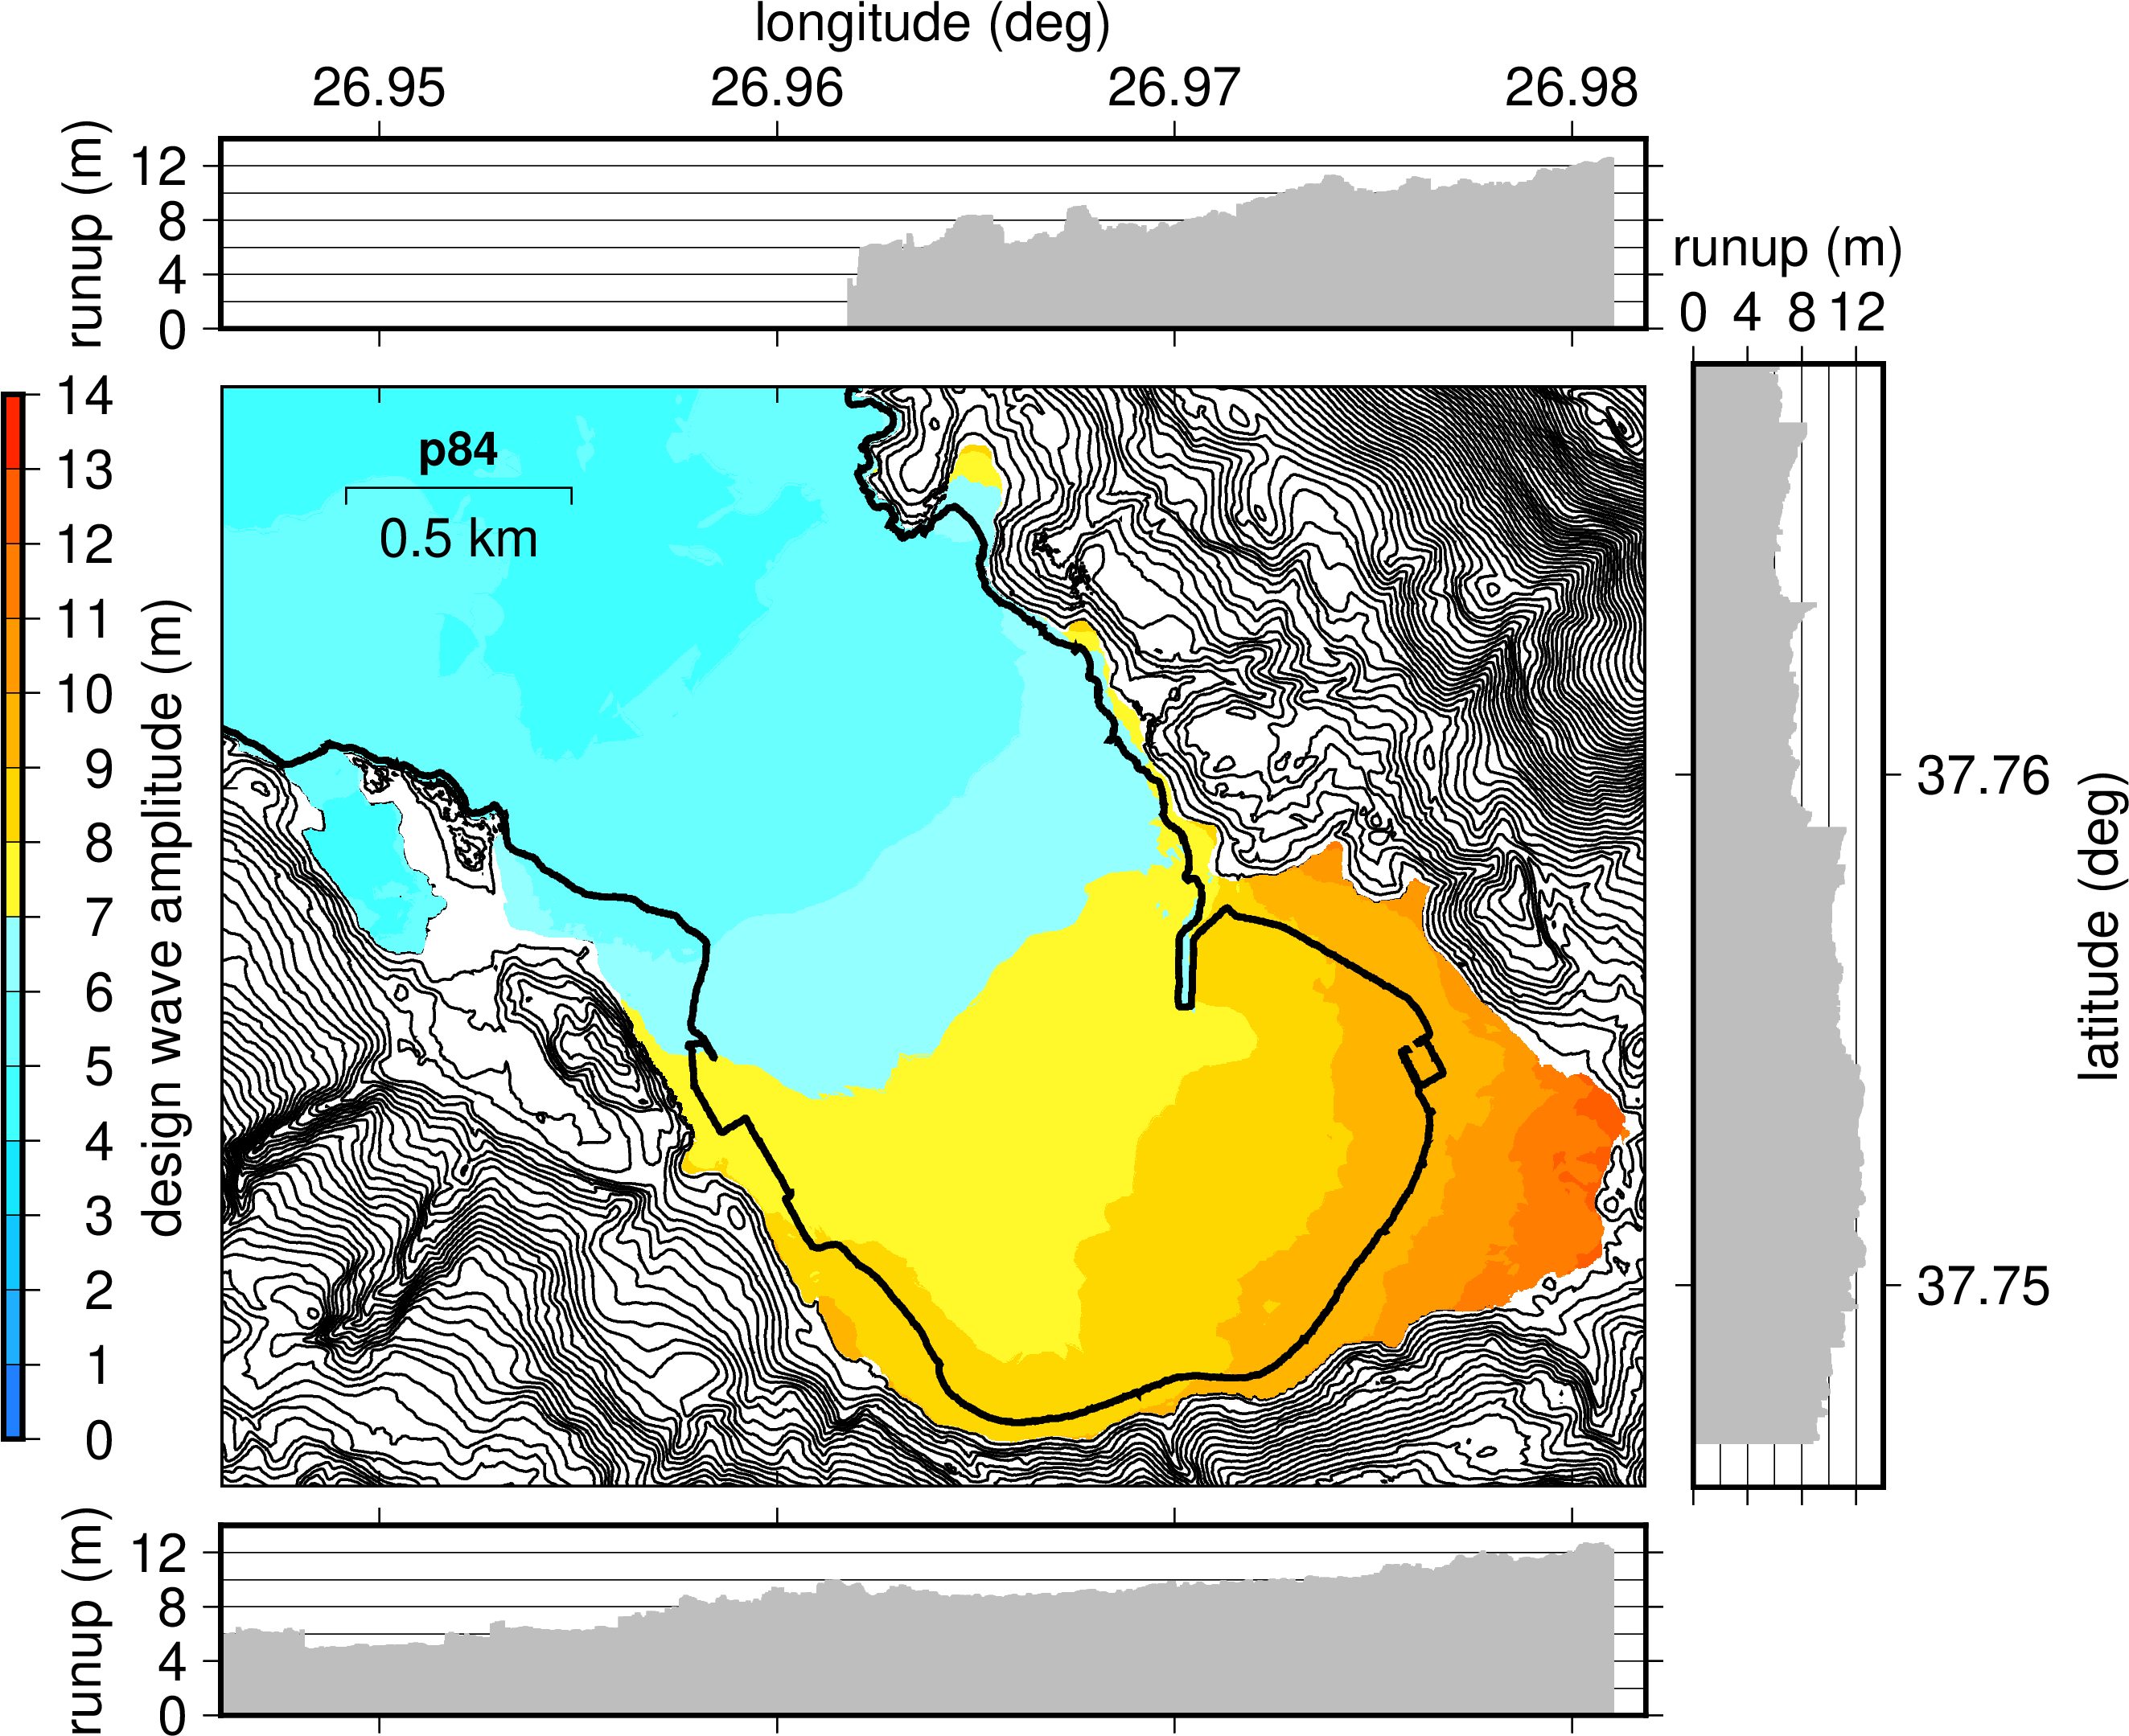 longitude (deg)
26.95 26.96 26.97 26.98
runup (m)
12
8
4
0
runup (m)
0 4 8 12
design wave amplitude (m)
14
13
12
11
10
9
8
7
6
5
4
3
2
1
0
p84
0.5 km
37.76
37.75
latitude (deg)
runup (m)
12
8
4
0